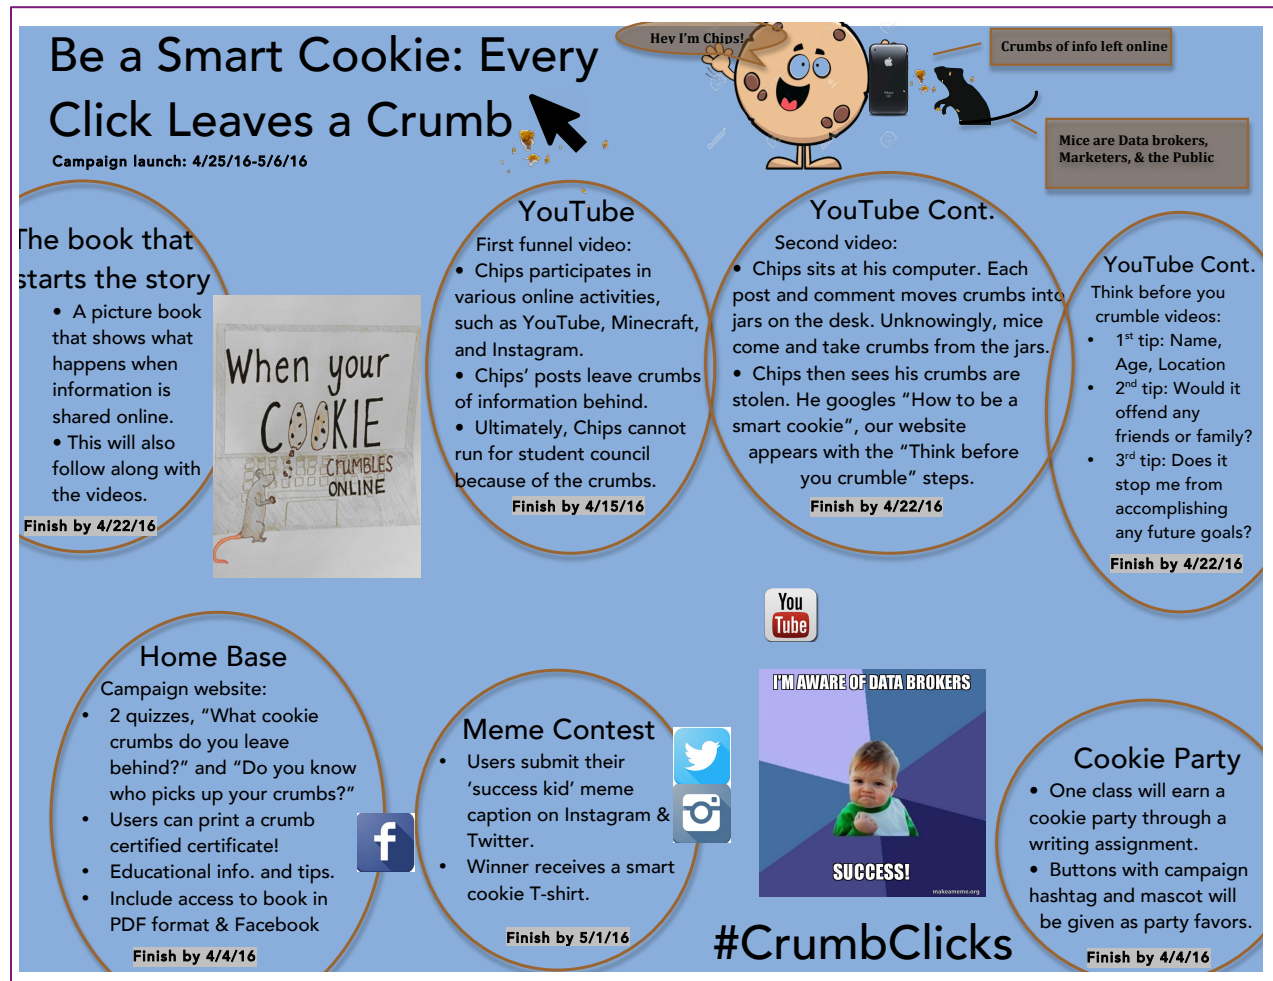 Be a Smart Cookie: Every
Click Leaves a Crumb
Campaign launch: 4/25/16-5/6/16
Hey I'm Chips!
Crumbs of info left online
Mice are Data brokers,
Marketers, & the Public
The book that
starts the story
• A picture book
that shows what
happens when
information is
shared online.
• This will also
follow along with
the videos.
Finish by 4/22/16
When your
COOKIE
CRUMBLES
ONLINE
YouTube
First funnel video:
• Chips participates in
various online activities,
such as YouTube, Minecraft,
and Instagram.
• Chips' posts leave crumbs
of information behind.
• Ultimately, Chips cannot
run for student council
because of the crumbs.
Finish by 4/15/16
YouTube Cont.
Second video:
• Chips sits at his computer. Each
post and comment moves crumbs into
jars on the desk. Unknowingly, mice
come and take crumbs from the jars.
• Chips then sees his crumbs are
stolen. He googles "How to be a
smart cookie", our website
appears with the "Think before
you crumble" steps.
Finish by 4/22/16
YouTube Cont.
Think before you
crumble videos:
• 1st tip: Name,
Age, Location
• 2nd tip: Would it
offend any
friends or family?
• 3rd tip: Does it
stop me from
accomplishing
any future goals?
Finish by 4/22/16
You
Tube
Home Base
Campaign website:
• 2 quizzes, "What cookie
crumbs do you leave
behind?" and "Do you know
who picks up your crumbs?"
• Users can print a crumb
certified certificate!
• Educational info. and tips.
• Include access to book in
PDF format & Facebook
Finish by 4/4/16
f
Meme Contest
• Users submit their
'success kid' meme
caption on Instagram &
Twitter.
• Winner receives a smart
cookie T-shirt.
Finish by 5/1/16
I'M AWARE OF DATA BROKERS
SUCCESS!
makeameme.org
#CrumbClicks
Cookie Party
• One class will earn a
cookie party through a
writing assignment.
• Buttons with campaign
hashtag and mascot will
be given as party favors.
Finish by 4/4/16